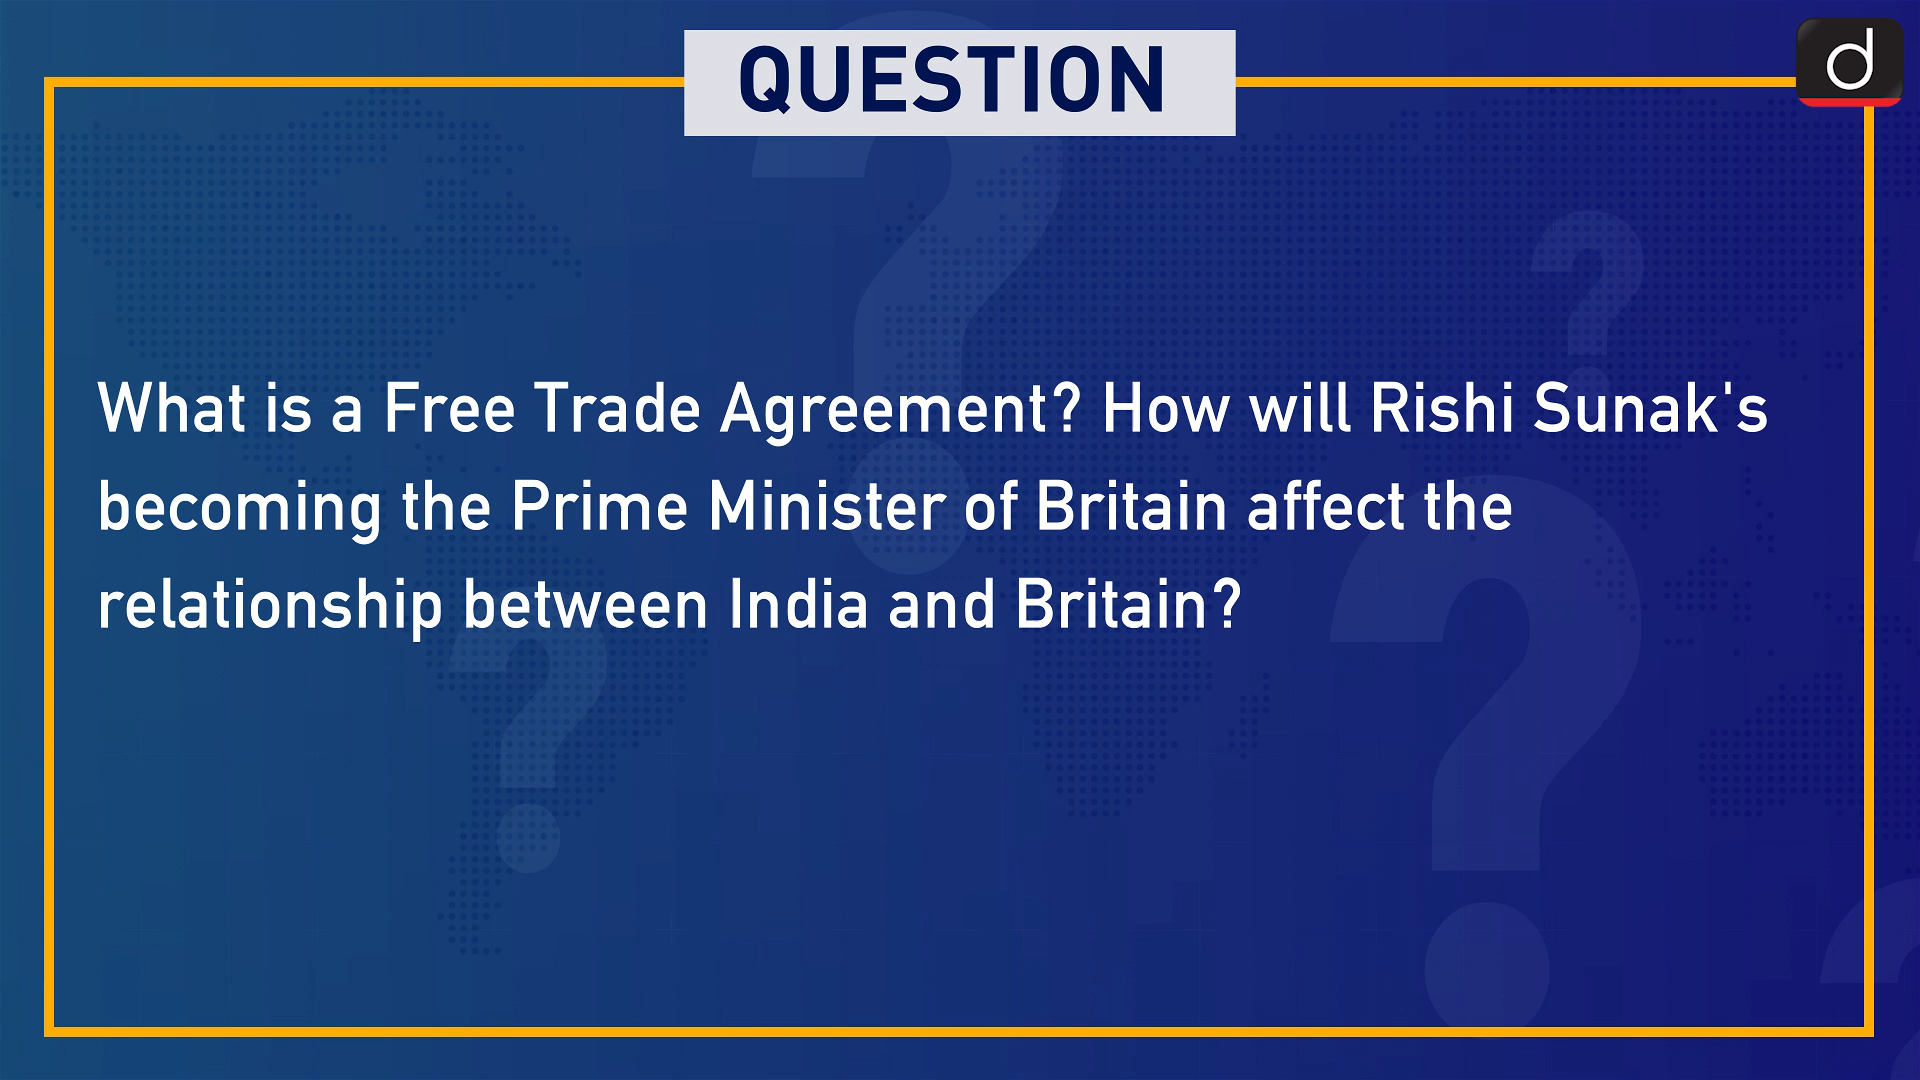 QUESTION
d
What is a Free Trade Agreement? How will Rishi Sunak's
becoming the Prime Minister of Britain affect the
relationship between India and Britain?